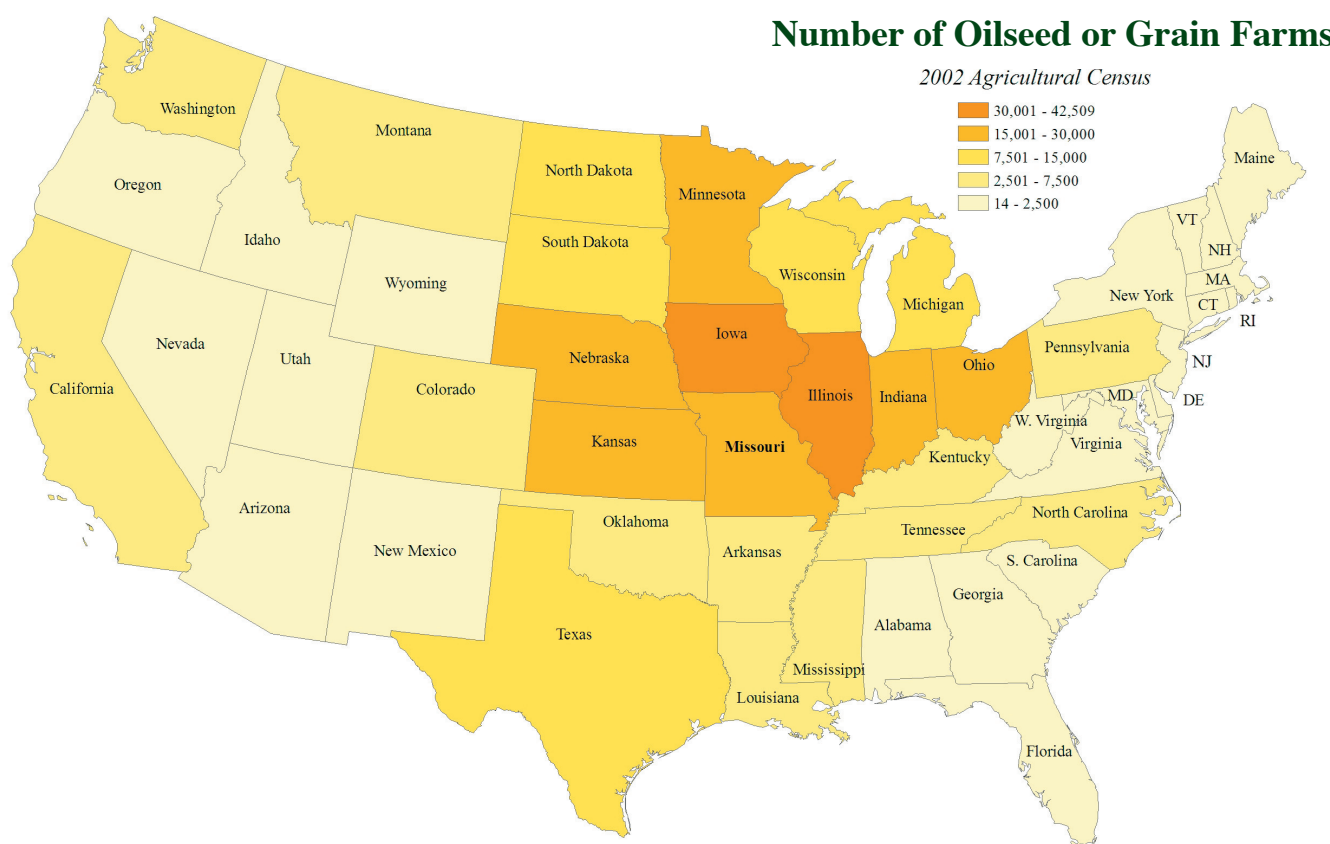 Number of Oilseed or Grain Farms
2002 Agricultural Census
30,001 - 42,509
15,001 - 30,000
7,501 - 15,000
2,501 - 7,500
14 - 2,500
Washington
Montana
North Dakota
Minnesota
Maine
Oregon
Idaho
South Dakota
Wisconsin
Michigan
VT
NH
MA
Wyoming
New York
CT
RI
Nevada
Utah
Nebraska
Iowa
Pennsylvania
NJ
California
Colorado
Kansas
Missouri
Illinois
Indiana
Ohio
MD
DE
W. Virginia
Virginia
Kentucky
Arizona
New Mexico
Oklahoma
Arkansas
Tennessee
North Carolina
S. Carolina
Georgia
Alabama
Texas
Louisiana
Mississippi
Florida